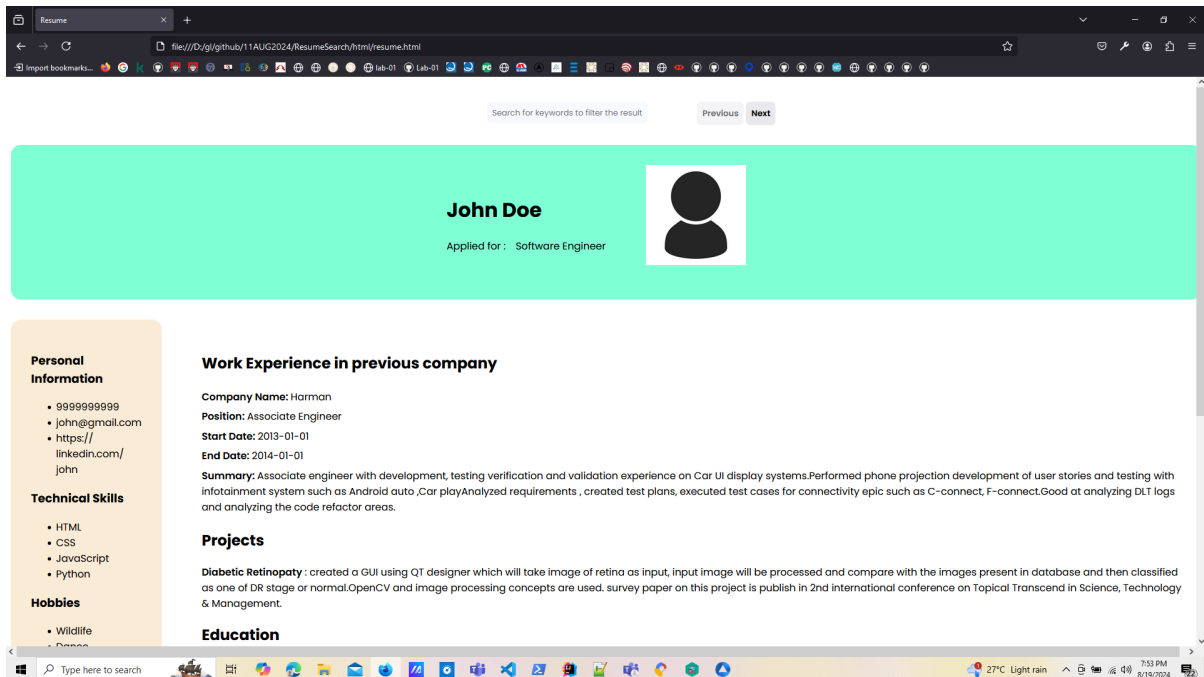 Resume
file:///D:/gl/github/11AUG2024/ResumeSearch/html/resume.html
Import bookmarks... lab-01 Lab-01
Search for keywords to filter the result
Previous Next
John Doe
Applied for : Software Engineer
Personal
Information
• 9999999999
• john@gmail.com
• https://
linkedin.com/
john
Technical Skills
• HTML
• CSS
• JavaScript
• Python
Hobbies
• Wildlife
• Dance
Work Experience in previous company
Company Name: Harman
Position: Associate Engineer
Start Date: 2013-01-01
End Date: 2014-01-01
Summary: Associate engineer with development, testing verification and validation experience on Car UI display systems.Performed phone projection development of user stories and testing with
infotainment system such as Android auto ,Car playAnalyzed requirements , created test plans, executed test cases for connectivity epic such as C-connect, F-connect.Good at analyzing DLT logs
and analyzing the code refactor areas.
Projects
Diabetic Retinopaty : created a GUI using QT designer which will take image of retina as input, input image will be processed and compare with the images present in database and then classified
as one of DR stage or normal.OpenCV and image processing concepts are used. survey paper on this project is publish in 2nd international conference on Topical Transcend in Science, Technology
& Management.
Education
Type here to search
27°C Light rain
7:53 PM
8/19/2024